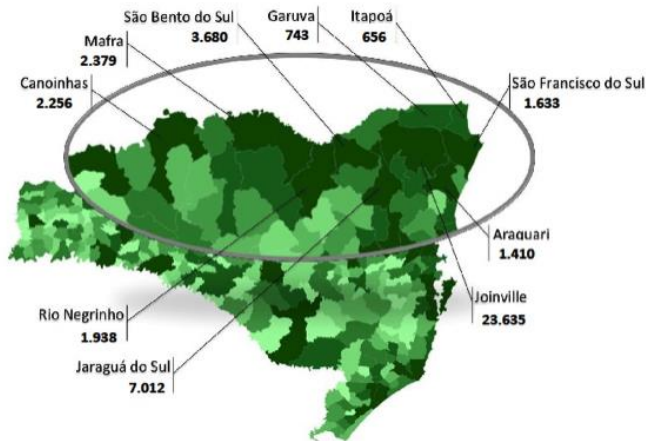 São Bento do Sul
3.680
Garuva
743
Itapoá
656
Mafra
2.379
Canoinhas
2.256
São Francisco do Sul
1.633
Araquari
1.410
Joinville
23.635
Rio Negrinho
1.938
Jaraguá do Sul
7.012